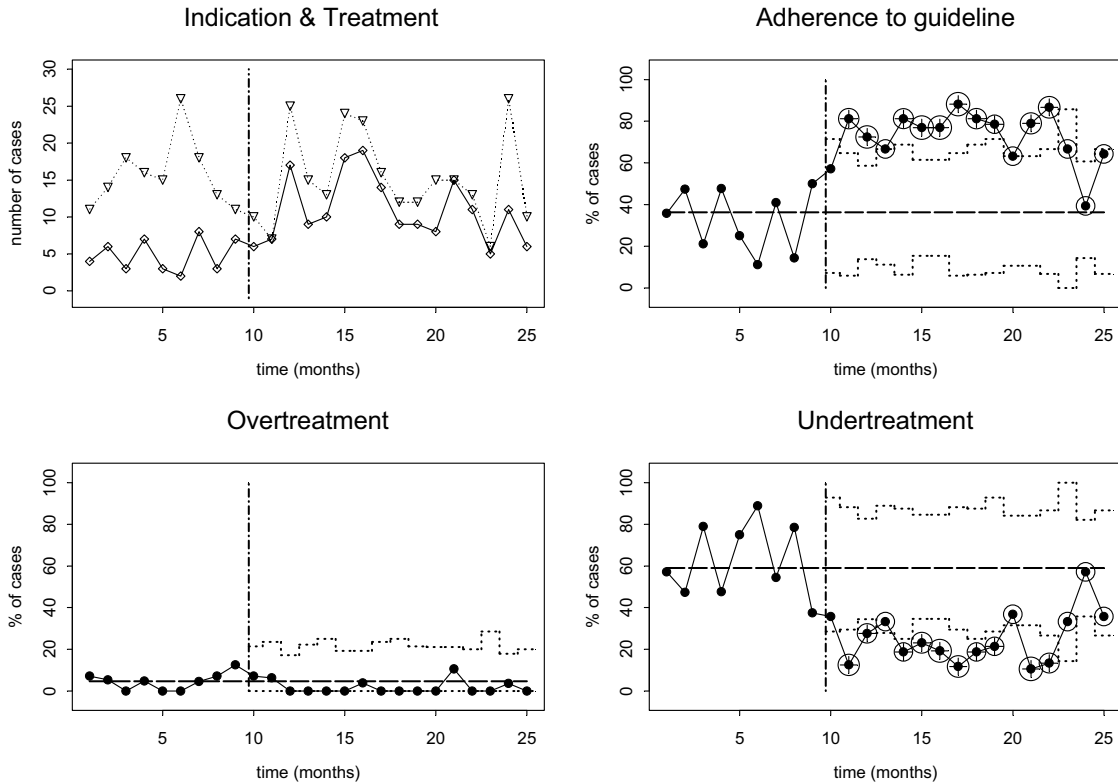 Indication & Treatment
number of cases
30
25
20
15
10
5
0
5 10 15 20 25
time (months)
Adherence to guideline
% of cases
100
80
60
40
20
0
5 10 15 20 25
time (months)
Overtreatment
% of cases
100
80
60
40
20
0
5 10 15 20 25
time (months)
Undertreatment
% of cases
100
80
60
40
20
0
5 10 15 20 25
time (months)